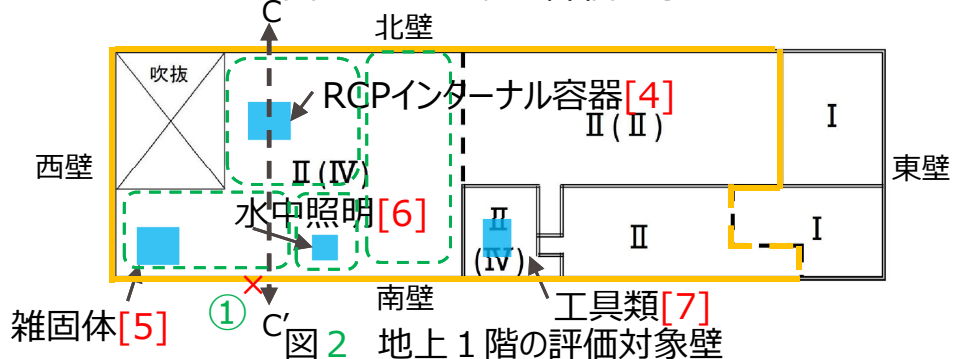 C
北壁
吹抜
RCPインターナル容器[4]
Ⅱ(Ⅱ)
Ⅰ
西壁
Ⅱ(Ⅳ)
東壁
水中照明[6]
Ⅱ
(Ⅳ)
Ⅱ
Ⅰ
①
C′
南壁
工具類[7]
雑固体[5]
図2 地上1階の評価対象壁